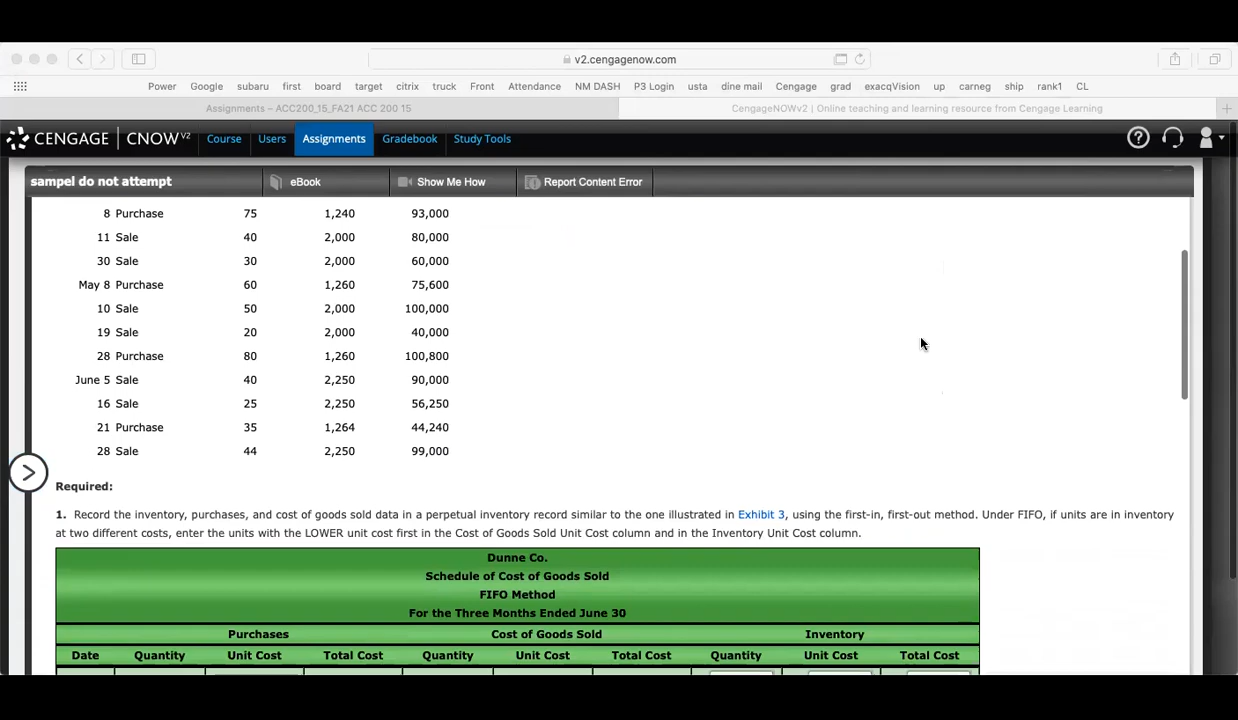 v2.cengagenow.com
Power Google subaru first board target citrix truck Front Attendance NM DASH P3 Login usta dine mail Cengage grad exacqVision up carneg ship rank1 CL
Assignments – ACC200_15_FA21 ACC 200 15 CengageNOWv2 | Online teaching and learning resource from Cengage Learning
CENGAGE | CNOWV2 Course Users Assignments Gradebook Study Tools
sampel do not attempt eBook Show Me How Report Content Error
8 Purchase 75 1,240 93,000
11 Sale 40 2,000 80,000
30 Sale 30 2,000 60,000
May 8 Purchase 60 1,260 75,600
10 Sale 50 2,000 100,000
19 Sale 20 2,000 40,000
28 Purchase 80 1,260 100,800
June 5 Sale 40 2,250 90,000
16 Sale 25 2,250 56,250
21 Purchase 35 1,264 44,240
28 Sale 44 2,250 99,000
Required:
1. Record the inventory, purchases, and cost of goods sold data in a perpetual inventory record similar to the one illustrated in Exhibit 3, using the first-in, first-out method. Under FIFO, if units are in inventory
at two different costs, enter the units with the LOWER unit cost first in the Cost of Goods Sold Unit Cost column and in the Inventory Unit Cost column.
Dunne Co.
Schedule of Cost of Goods Sold
FIFO Method
For the Three Months Ended June 30
Purchases Cost of Goods Sold Inventory
Date Quantity Unit Cost Total Cost Quantity Unit Cost Total Cost Quantity Unit Cost Total Cost